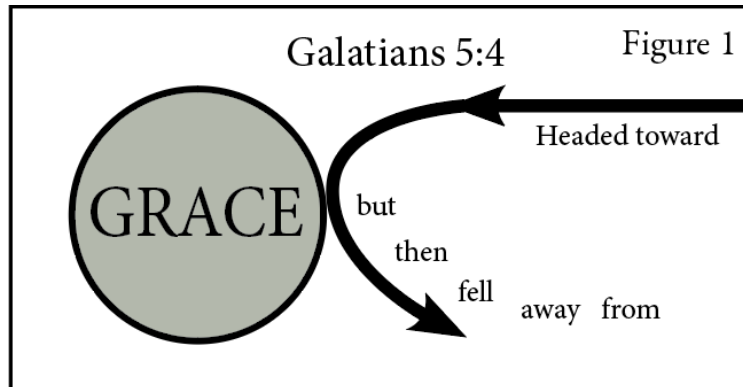 Galatians 5:4
Figure 1
Headed toward
GRACE
but
then
fell
away from